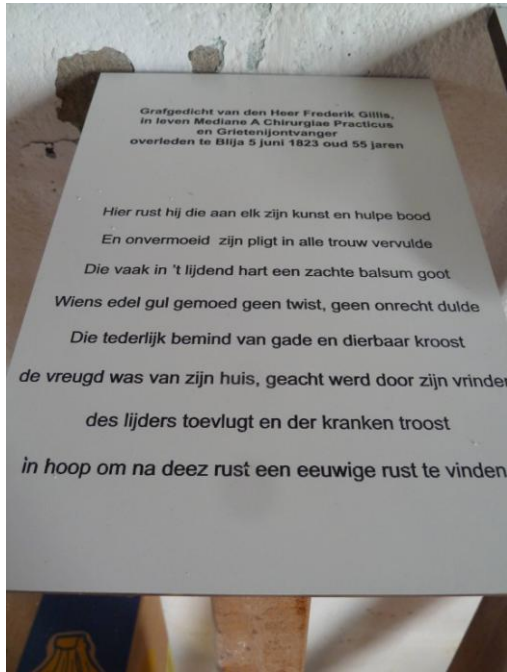 Grafgedicht van den Heer Frederik Gillis,
in leven Mediane A Chirurgiae Practicus
en Grietenijontvanger
overleden te Blija 5 juni 1823 oud 55 jaren
Hier rust hij die aan elk zijn kunst en hulpe bood
En onvermoeid zijn pligt in alle trouw vervulde
Die vaak in 't lijdend hart een zachte balsum goot
Wiens edel gul gemoed geen twist, geen onrecht dulde
Die tederlijk bemind van gade en dierbaar kroost
de vreugd was van zijn huis, geacht werd door zijn vrinden
des lijders toevlugt en der kranken troost
in hoop om na deez rust een eeuwige rust te vinden